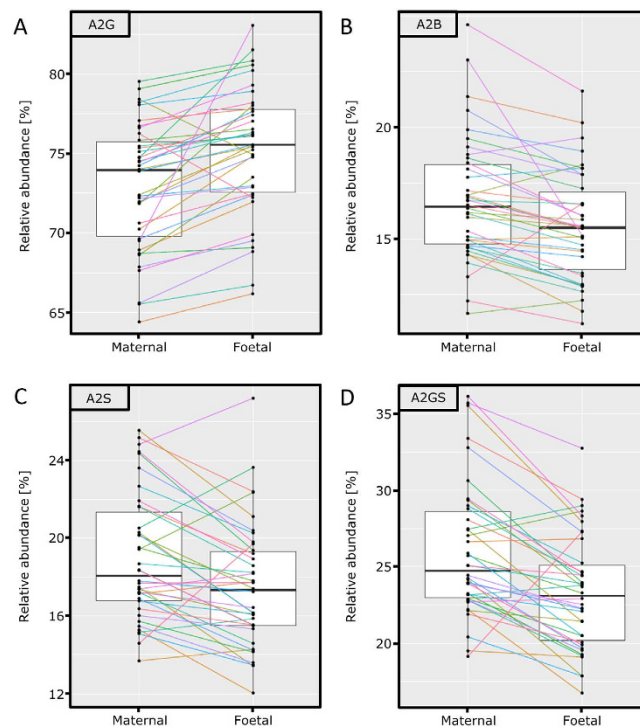 A
A2G
Relative abundance [%]
80
75
70
65
Maternal
Foetal
B
A2B
Relative abundance [%]
20
15
Maternal
Foetal
C
A2S
Relative abundance [%]
24
20
16
12
Maternal
Foetal
D
A2GS
Relative abundance [%]
35
30
25
20
Maternal
Foetal